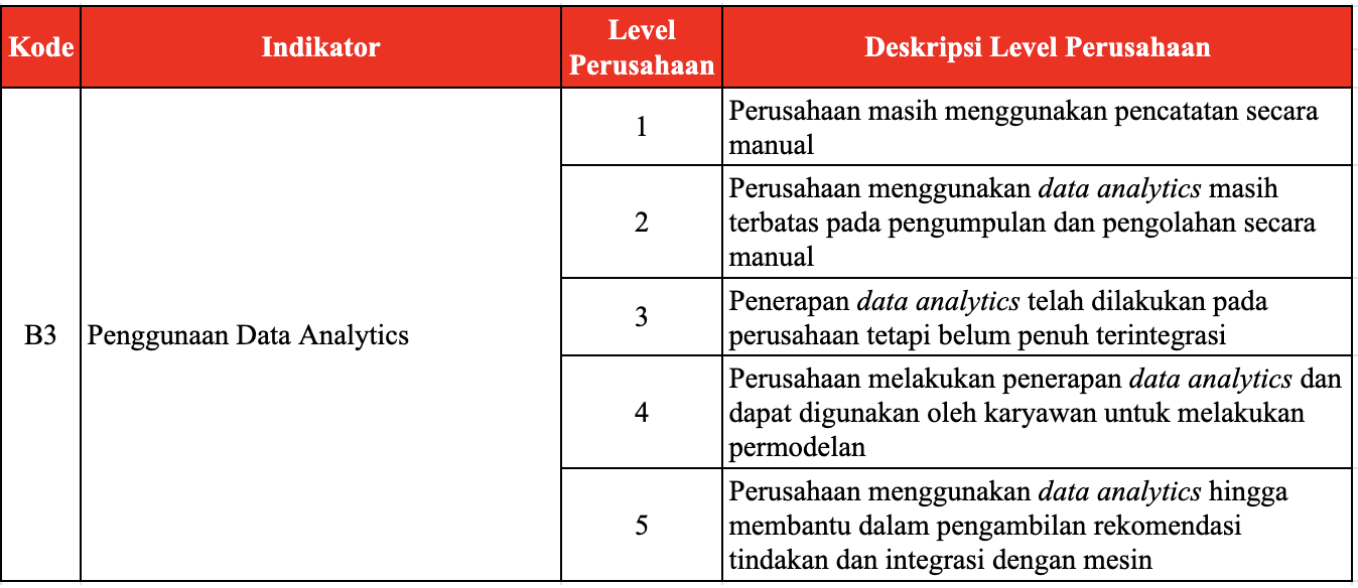 Kode
Indikator
Level
Perusahaan
Deskripsi Level Perusahaan
B3
Penggunaan Data Analytics
1
Perusahaan masih menggunakan pencatatan secara
manual
2
Perusahaan menggunakan data analytics masih
terbatas pada pengumpulan dan pengolahan secara
manual
3
Penerapan data analytics telah dilakukan pada
perusahaan tetapi belum penuh terintegrasi
4
Perusahaan melakukan penerapan data analytics dan
dapat digunakan oleh karyawan untuk melakukan
permodelan
5
Perusahaan menggunakan data analytics hingga
membantu dalam pengambilan rekomendasi
tindakan dan integrasi dengan mesin